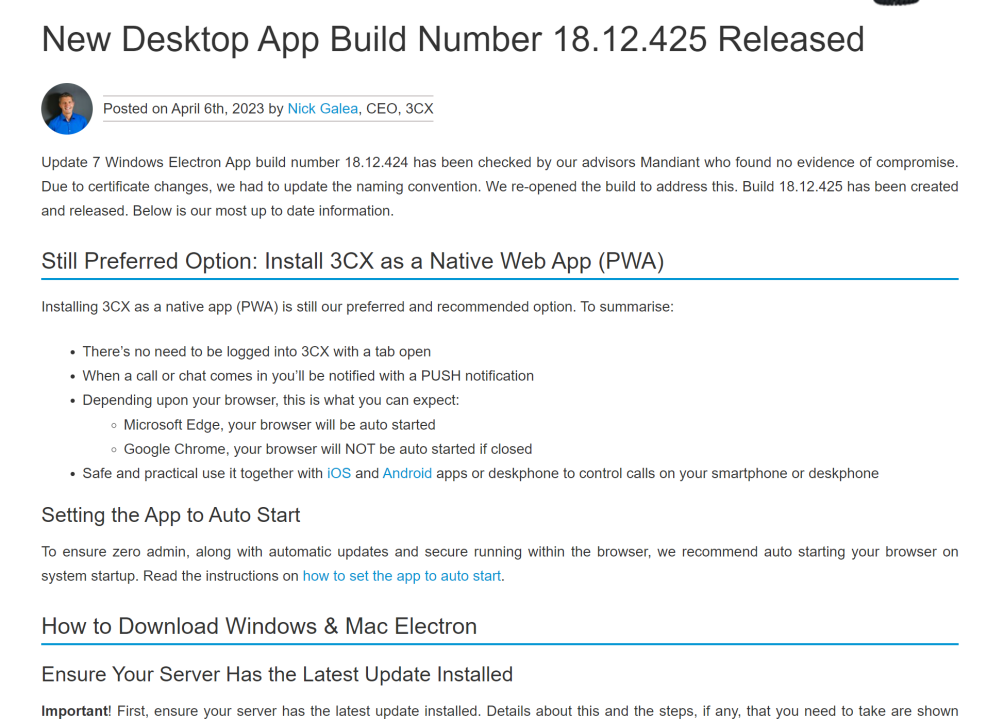 New Desktop App Build Number 18.12.425 Released
Posted on April 6th, 2023 by Nick Galea, CEO, 3CX
Update 7 Windows Electron App build number 18.12.424 has been checked by our advisors Mandiant who found no evidence of compromise.
Due to certificate changes, we had to update the naming convention. We re-opened the build to address this. Build 18.12.425 has been created
and released. Below is our most up to date information.
Still Preferred Option: Install 3CX as a Native Web App (PWA)
Installing 3CX as a native app (PWA) is still our preferred and recommended option. To summarise:
• There’s no need to be logged into 3CX with a tab open
• When a call or chat comes in you’ll be notified with a PUSH notification
• Depending upon your browser, this is what you can expect:
◦ Microsoft Edge, your browser will be auto started
◦ Google Chrome, your browser will NOT be auto started if closed
• Safe and practical use it together with iOS and Android apps or deskphone to control calls on your smartphone or deskphone
Setting the App to Auto Start
To ensure zero admin, along with automatic updates and secure running within the browser, we recommend auto starting your browser on
system startup. Read the instructions on how to set the app to auto start.
How to Download Windows & Mac Electron
Ensure Your Server Has the Latest Update Installed
Important! First, ensure your server has the latest update installed. Details about this and the steps, if any, that you need to take are shown